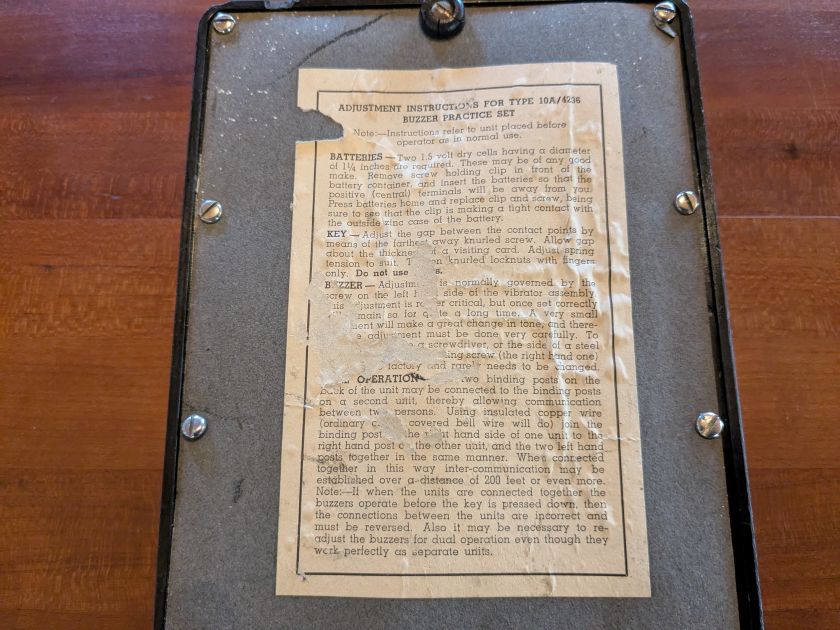 ADJUSTMENT INSTRUCTIONS FOR TYPE 10A/4236
BUZZER PRACTICE SET
Note:—Instructions refer to unit placed before
operator as in normal use.
BATTERIES — Two 1.5 volt dry cells having a diameter
of 1¼ inches are required. These may be of any good
make. Remove screw holding clip in front of the
battery container, and insert the batteries so that the
positive (central) terminals will be away from you.
Press batteries home and replace clip and screw, being
sure to see that the clip is making a tight contact with
the outside zinc case of the battery.
KEY — Adjust the gap between the contact points by
means of the farthest away knurled screw. Allow gap
about the thickness of a visiting card. Adjust spring
tension to suit. knurled locknuts with fingers
only. Do not use
BUZZER — is normally governed by the
screw on the left side of the vibrator assembly.
adjustment is critical, but once set correctly
so for quite a long time. A very small
will make a great change in tone, and there-
adjustment must be done very carefully. To
a screwdriver, or the side of a steel
screw (the right hand one)
factory and rarely needs to be changed.
OPERATION two binding posts on the
back of the unit may be connected to the binding posts
on a second unit, thereby allowing communication
between two persons. Using insulated copper wire
(ordinary covered bell wire will do) join the
binding post the right hand side of one unit to the
right hand post the other unit, and the two left hand
posts together in the same manner. When connected
together in this way inter-communication may be
established over a distance of 200 feet or even more.
Note:—If when the units are connected together the
buzzers operate before the key is pressed down, then
the connections between the units are incorrect and
must be reversed. Also it may be necessary to re-
adjust the buzzers for dual operation even though they
work perfectly as separate units.